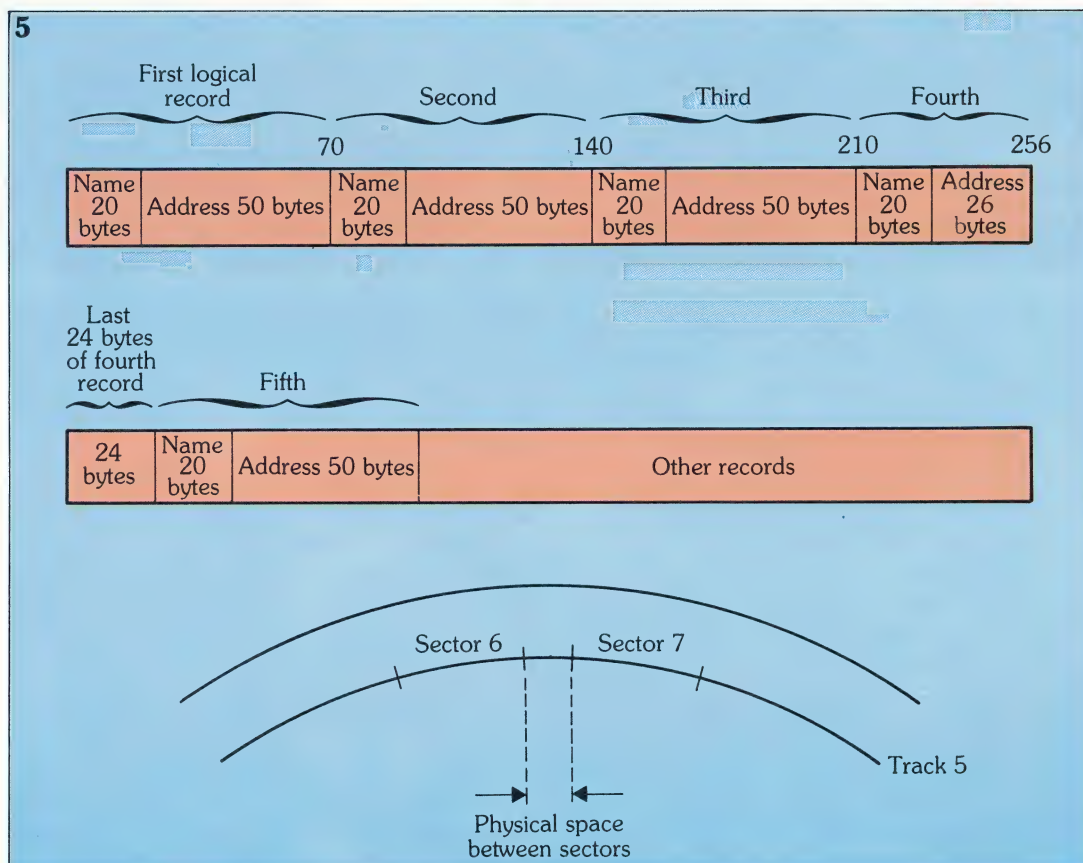 5
First logical
record
Second
Third
Fourth
70
140
210
256
Name
20
bytes
Address 50 bytes
Name
20
bytes
Address 50 bytes
Name
20
bytes
Address 50 bytes
Name
20
bytes
Address
26
bytes
Last
24 bytes
of fourth
record
Fifth
24
bytes
Name
20
bytes
Address 50 bytes
Other records
Sector 6
Sector 7
Track 5
Physical space
between sectors